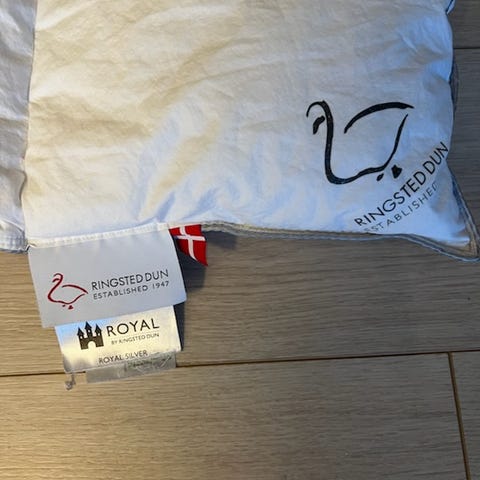 RINGSTED DUN
ESTABLISHED
RINGSTED DUN
ESTABLISHED 1947
ROYAL
BY RINGSTED DUN
ROYAL SILVER